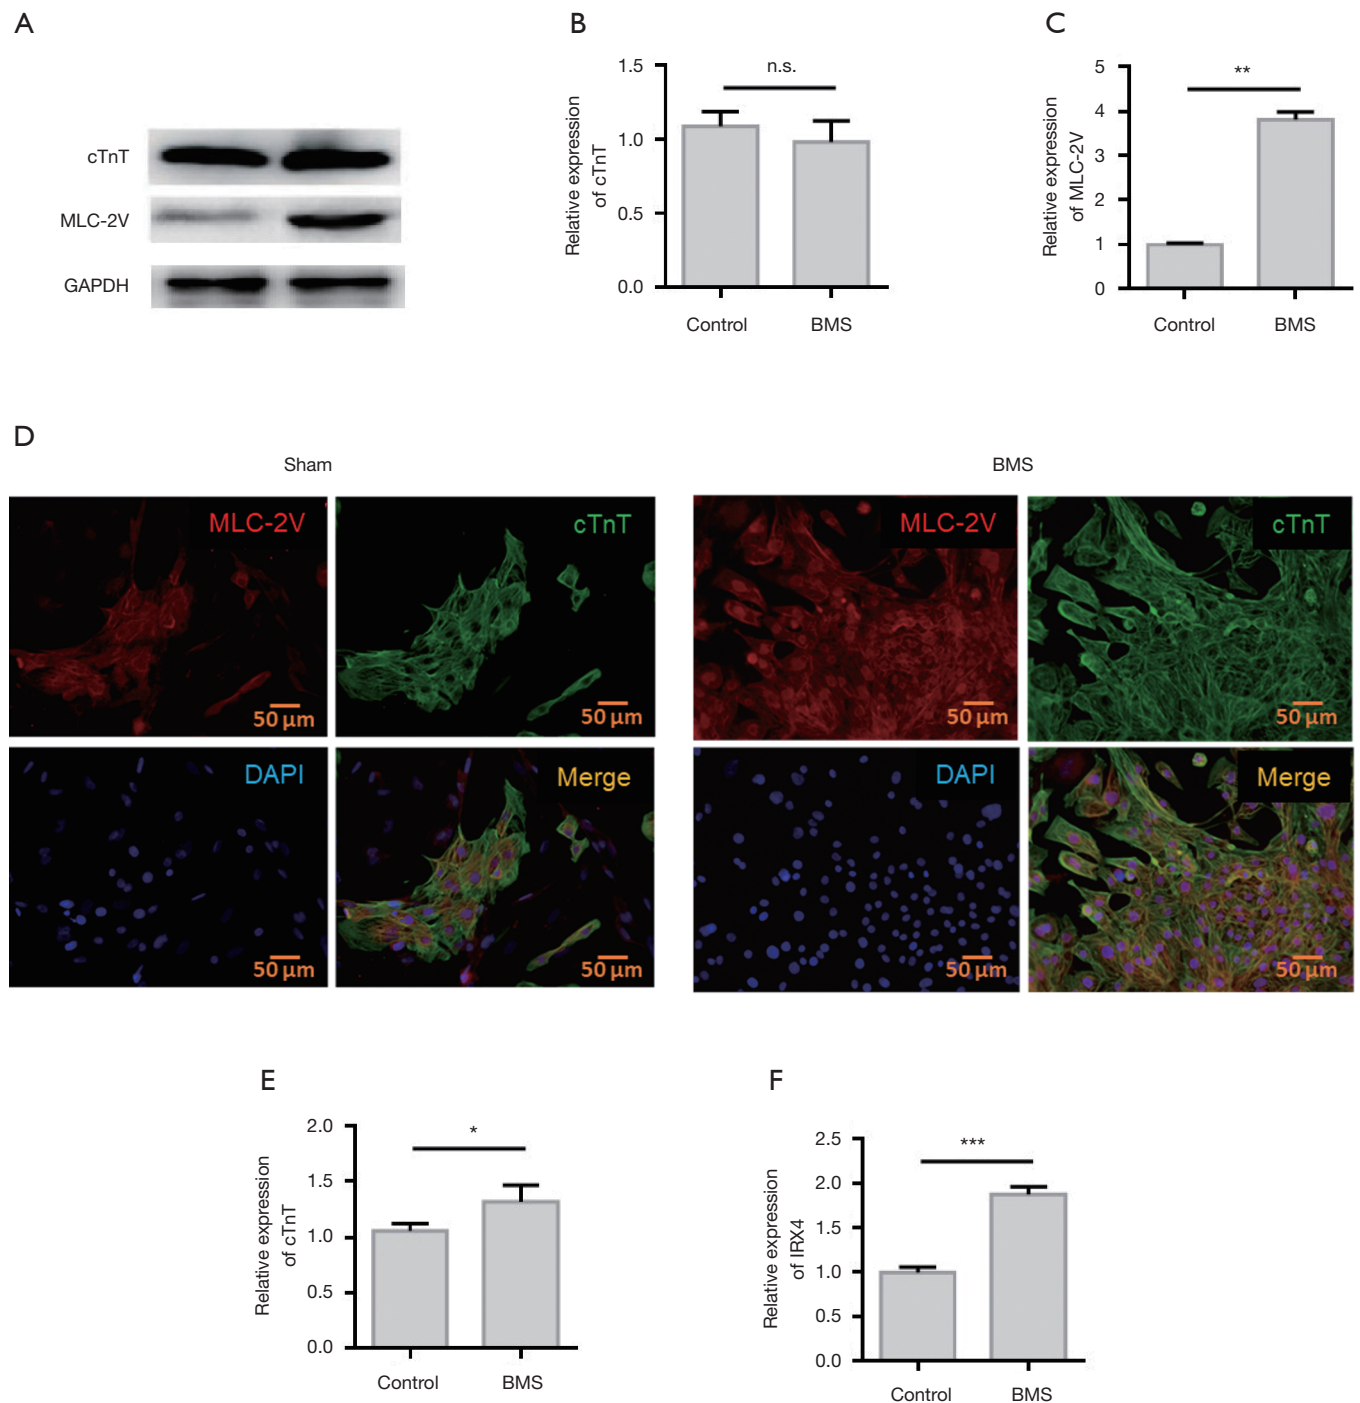 A
cTnT
MLC-2V
GAPDH
B
Relative expression
of cTnT
1.5
1.0
0.5
0.0
n.s.
Control
BMS
C
Relative expression
of MLC-2V
5
4
3
2
1
0
**
Control
BMS
D
Sham
BMS
MLC-2V
50 µm
cTnT
50 µm
MLC-2V
50 µm
cTnT
50 µm
DAPI
50 µm
Merge
50 µm
DAPI
50 µm
Merge
50 µm
E
Relative expression
of cTnT
2.0
1.5
1.0
0.5
0.0
*
Control
BMS
F
Relative expression
of IRX4
2.5
2.0
1.5
1.0
0.5
0.0
***
Control
BMS